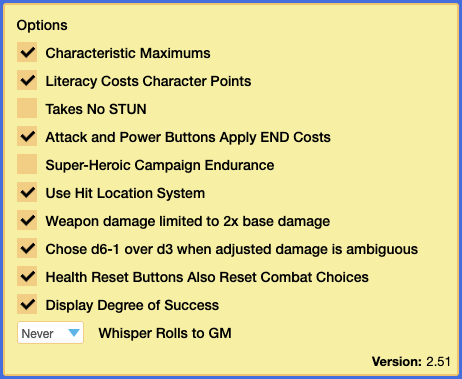 Options
Characteristic Maximums
Literacy Costs Character Points
Takes No STUN
Attack and Power Buttons Apply END Costs
Super-Heroic Campaign Endurance
Use Hit Location System
Weapon damage limited to 2x base damage
Chose d6-1 over d3 when adjusted damage is ambiguous
Health Reset Buttons Also Reset Combat Choices
Display Degree of Success
Never Whisper Rolls to GM
Version: 2.51